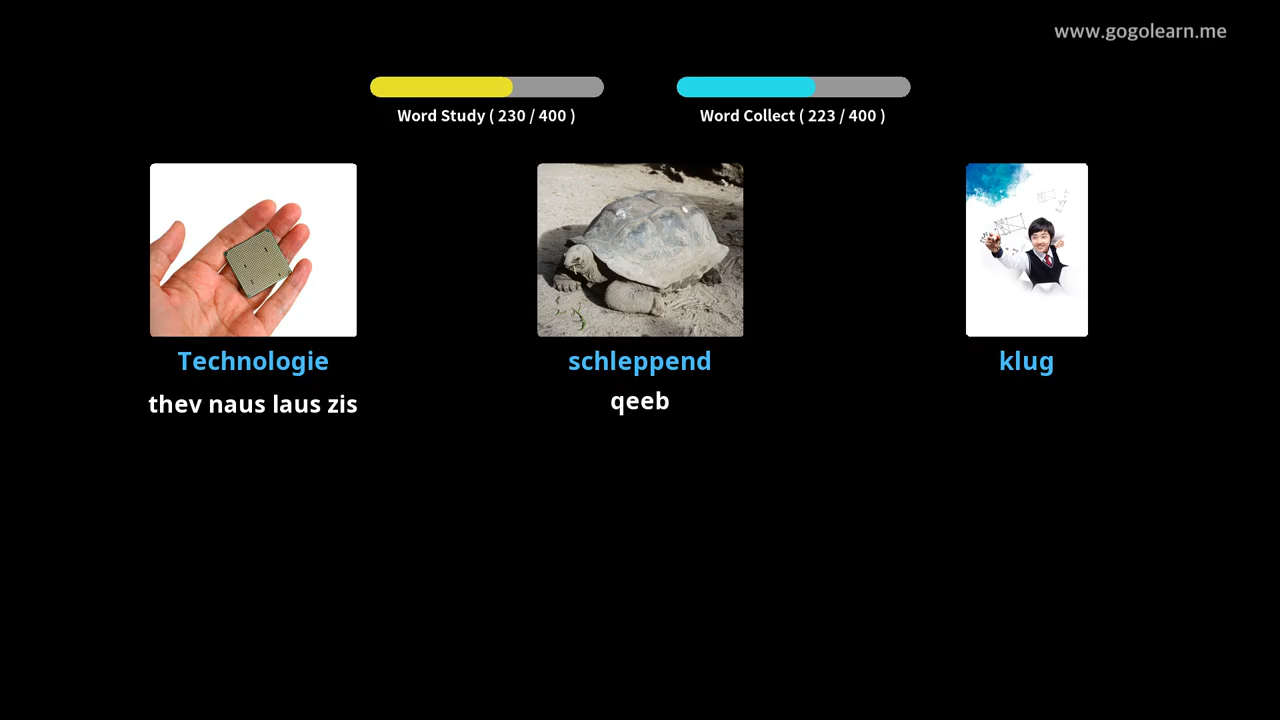 www.gogolearn.me
Word Study ( 230 / 400 )
Word Collect ( 223 / 400 )
Technologie
schleppend
klug
thev naus laus zis
qeeb